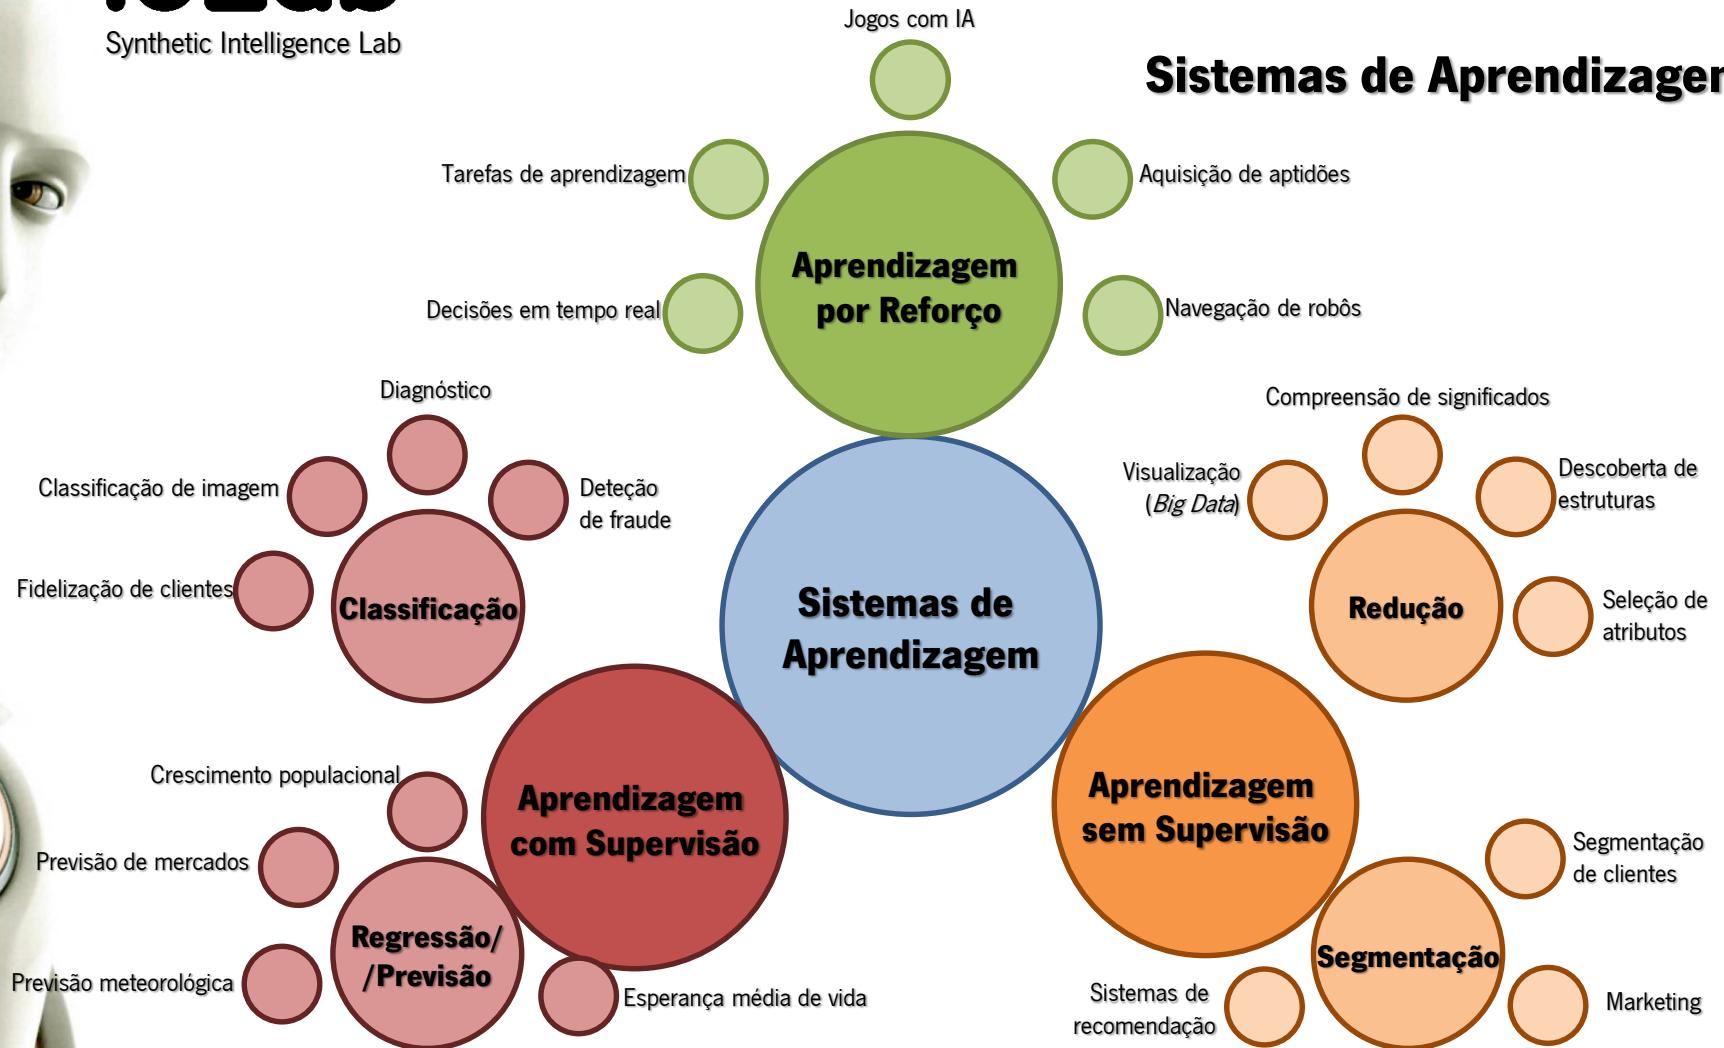 Synthetic Intelligence Lab
Sistemas de Aprendizagem
Jogos com IA
Tarefas de aprendizagem
Aquisição de aptidões
Decisões em tempo real
Navegação de robôs
Aprendizagem
por Reforço
Diagnóstico
Classificação de imagem
Deteção
de fraude
Fidelização de clientes
Classificação
Compreensão de significados
Visualização
(Big Data)
Descoberta de
estruturas
Seleção de
atributos
Redução
Sistemas de
Aprendizagem
Aprendizagem
com Supervisão
Aprendizagem
sem Supervisão
Crescimento populacional
Previsão de mercados
Previsão meteorológica
Regressão/
/Previsão
Esperança média de vida
Segmentação
de clientes
Segmentação
Sistemas de
recomendação
Marketing